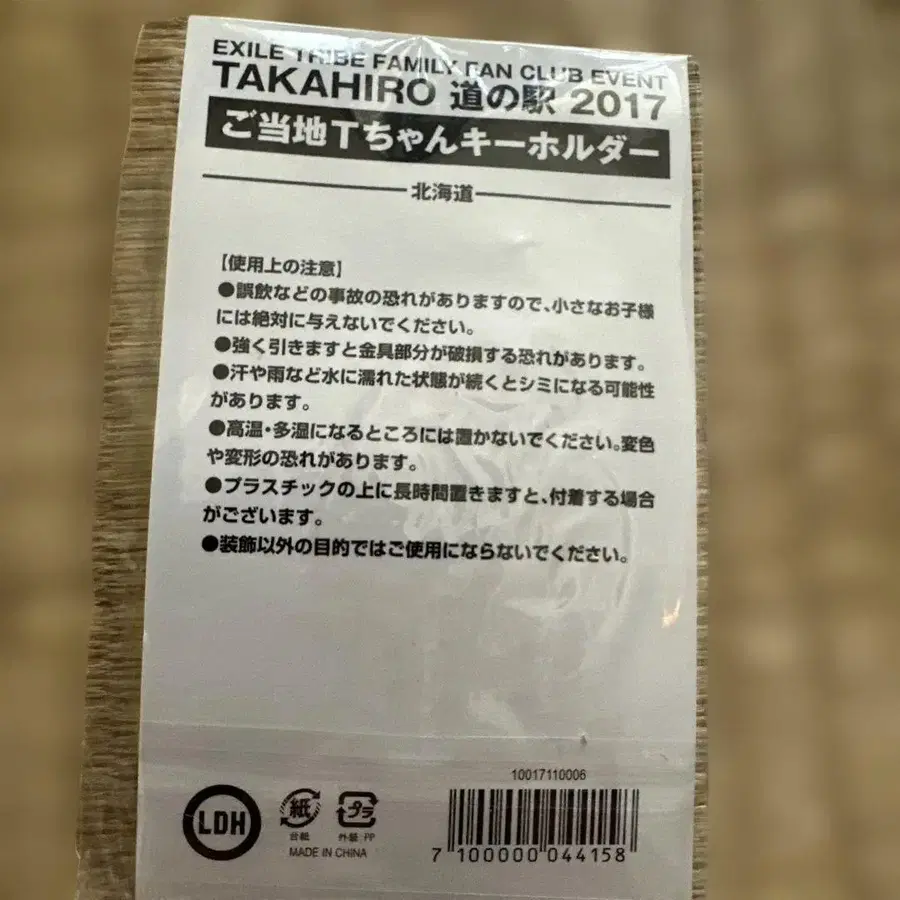 EXILE TRIBE FAMILY FAN CLUB EVENT
TAKAHIRO 道の駅 2017
ご当地Tちゃんキーホルダー
北海道
【使用上の注意】
●誤飲などの事故の恐れがありますので、小さなお子様
には絶対に与えないでください。
●強く引きますと金具部分が破損する恐れがあります。
●汗や雨など水に濡れた状態が続くとシミになる可能性
があります。
●高温・多湿になるところには置かないでください。変色
や変形の恐れがあります。
●プラスチックの上に長時間置きますと、付着する場合
がございます。
●装飾以外の目的ではご使用にならないでください。
10017110006
LDH
紙
プラ
台紙
外紙:PP
MADE IN CHINA
7 100000 044158